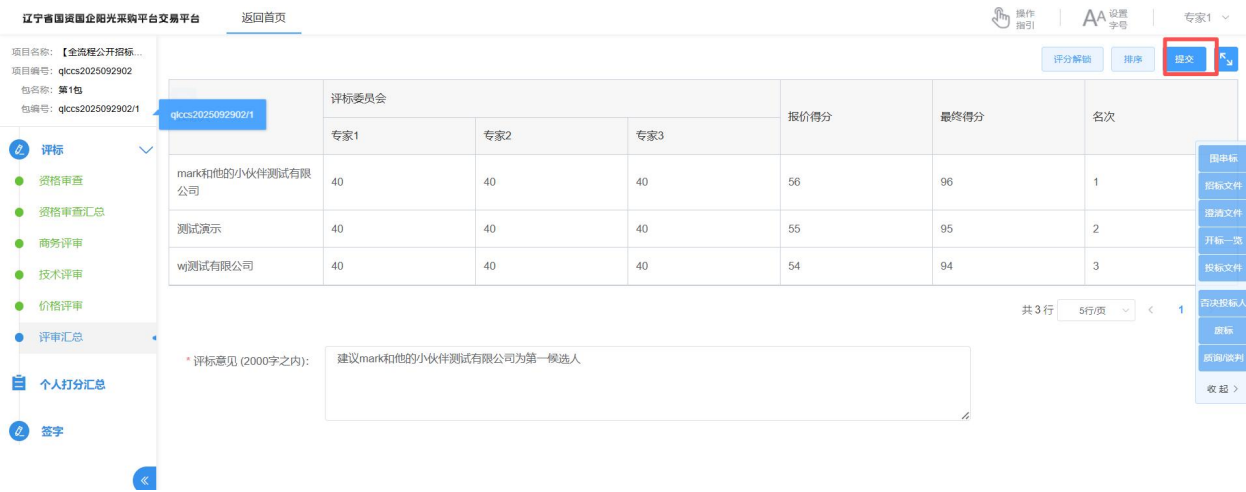 辽宁省国资国企阳光采购平台交易平台
返回首页
操作指引
AA 设置字号
专家1
项目名称: 【全流程公开招标...
项目编号: qlccs2025092902
包名称: 第1包
包编号: qlccs2025092902/1
qlccs2025092902/1
评标
资格审查
资格审查汇总
商务评审
技术评审
价格评审
评审汇总
个人打分汇总
签字
评分解锁 排序 提交
评标委员会 报价得分 最终得分 名次
专家1 专家2 专家3
mark和他的小伙伴测试有限公司 40 40 40 56 96 1
测试演示 40 40 40 55 95 2
wj测试有限公司 40 40 40 54 94 3
共 3 行 5行/页 < 1
* 评标意见 (2000字之内):
建议mark和他的小伙伴测试有限公司为第一候选人
围串标
招标文件
澄清文件
开标一览
投标文件
否决投标人
废标
质询/谈判
收起 >